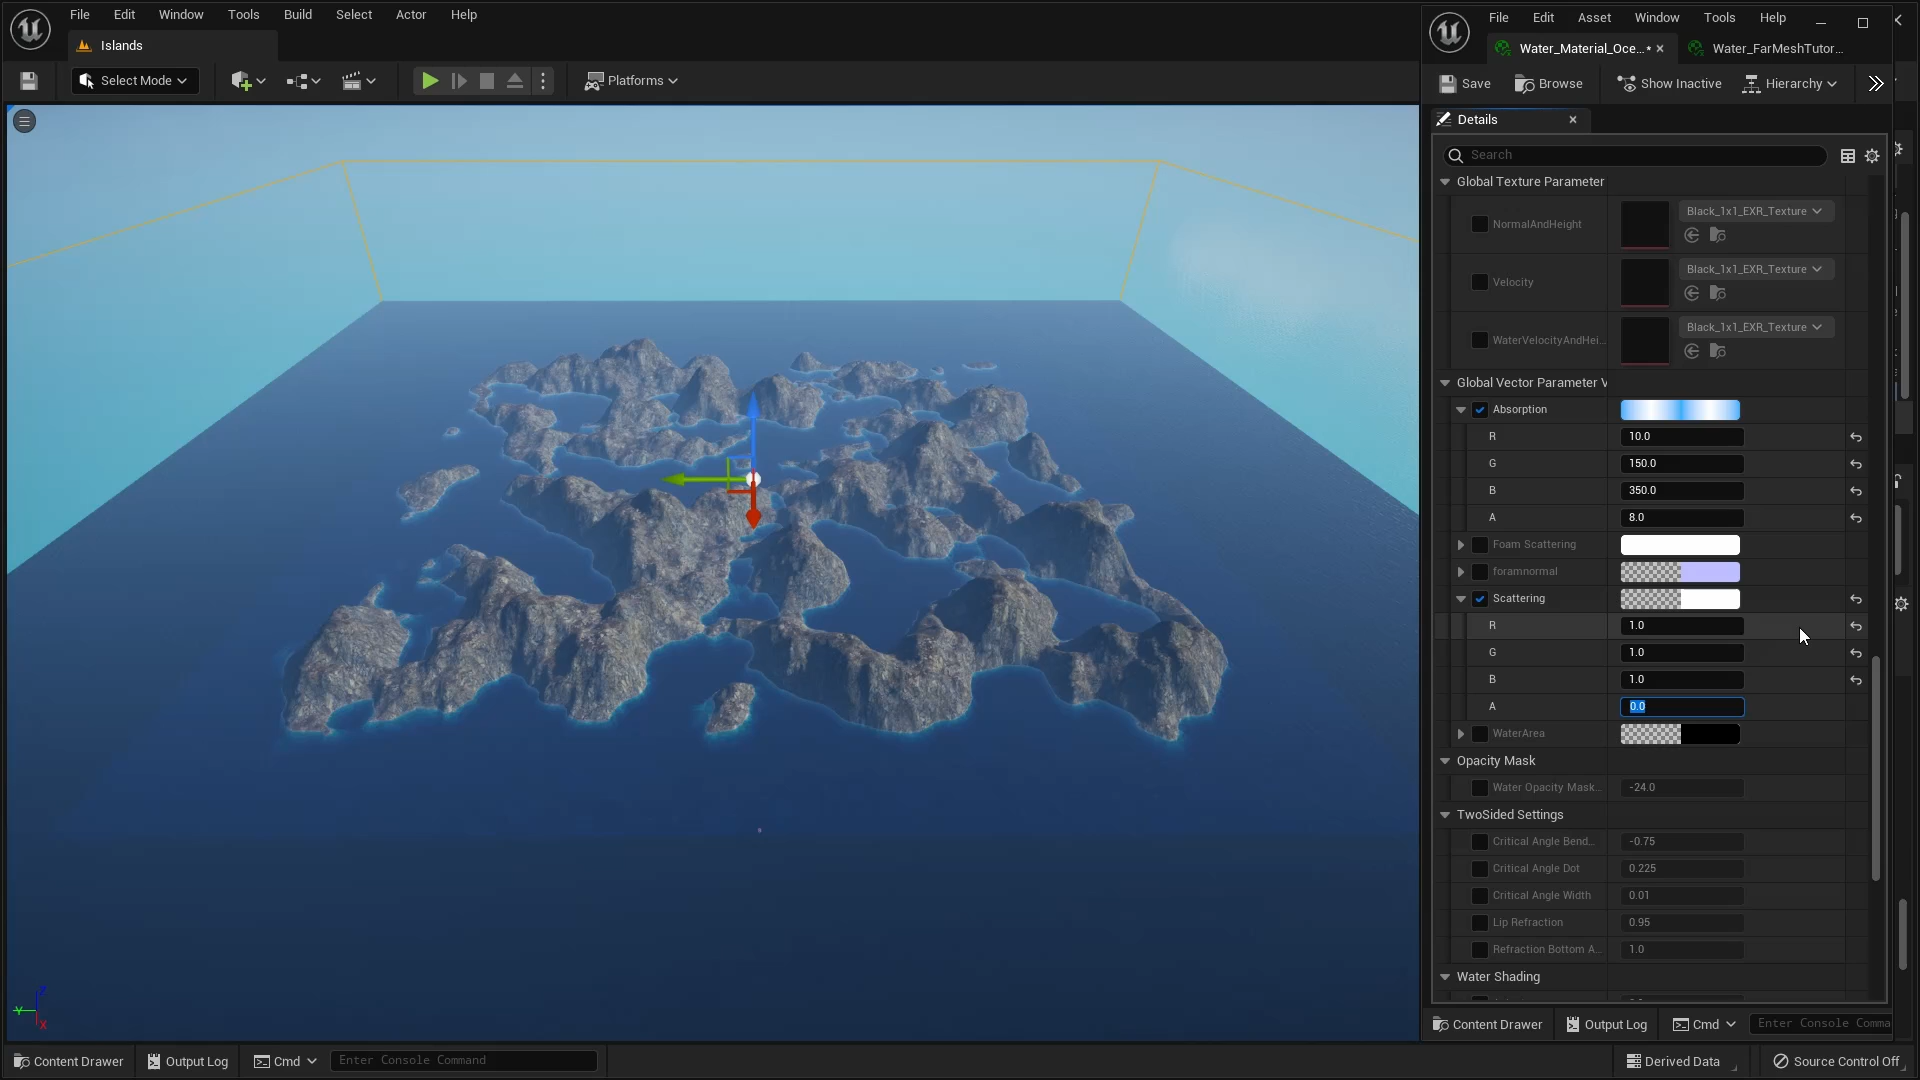 File Edit Window Tools Build Select Actor Help
Islands
Select Mode
Platforms
File Edit Asset Window Tools Help
Water_Material_Oce...* Water_FarMeshTutor...
Save Browse Show Inactive Hierarchy
Details
Search
Global Texture Parameter
NormalAndHeight Black_1x1_EXR_Texture
Velocity Black_1x1_EXR_Texture
WaterVelocityAndHei... Black_1x1_EXR_Texture
Global Vector Parameter V
Absorption
R 10.0
G 150.0
B 350.0
A 8.0
Foam Scattering
foramnormal
Scattering
R 1.0
G 1.0
B 1.0
A 0.0
WaterArea
Opacity Mask
Water Opacity Mask... -24.0
TwoSided Settings
Critical Angle Bend... -0.75
Critical Angle Dot 0.225
Critical Angle Width 0.01
Lip Refraction 0.95
Refraction Bottom A... 1.0
Water Shading
Z
Y
X
Content Drawer Output Log Cmd Enter Console Comma
Content Drawer Output Log Cmd Enter Console Command Derived Data Source Control Off